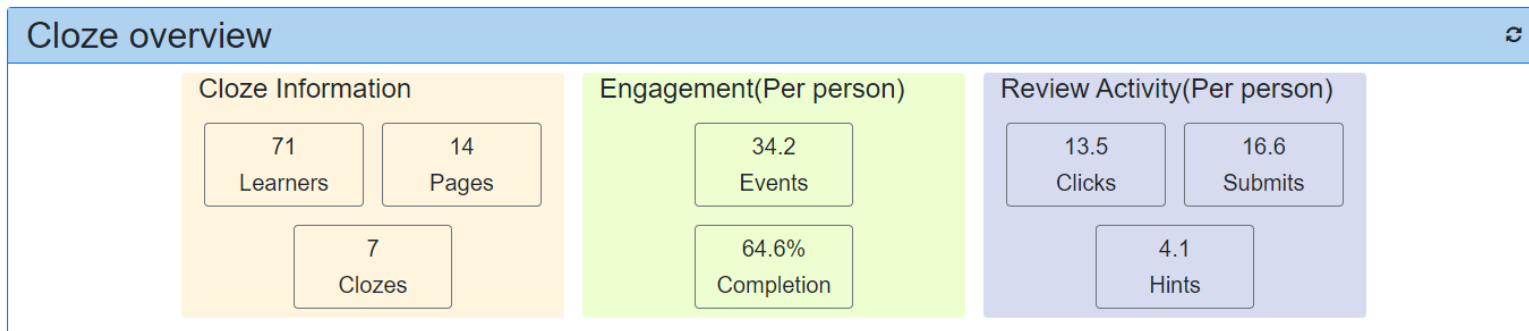 Cloze overview
Cloze Information
71
Learners
14
Pages
7
Clozes
Engagement(Per person)
34.2
Events
64.6%
Completion
Review Activity(Per person)
13.5
Clicks
16.6
Submits
4.1
Hints